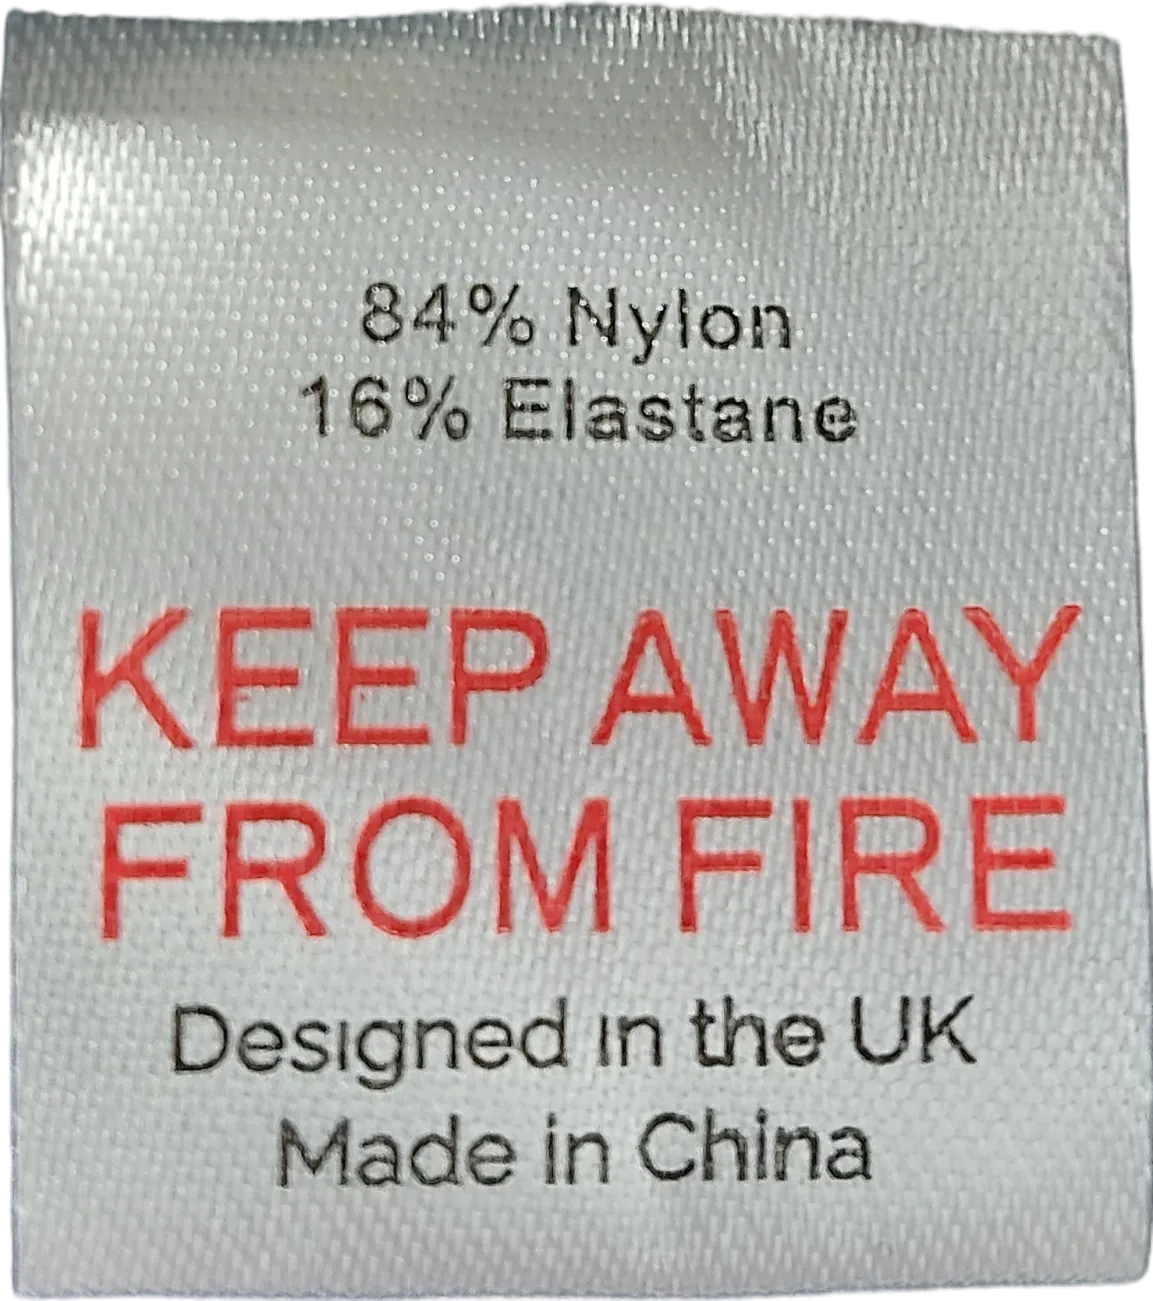 84% Nylon
16% Elastane
KEEP AWAY
FROM FIRE
Designed in the UK
Made in China